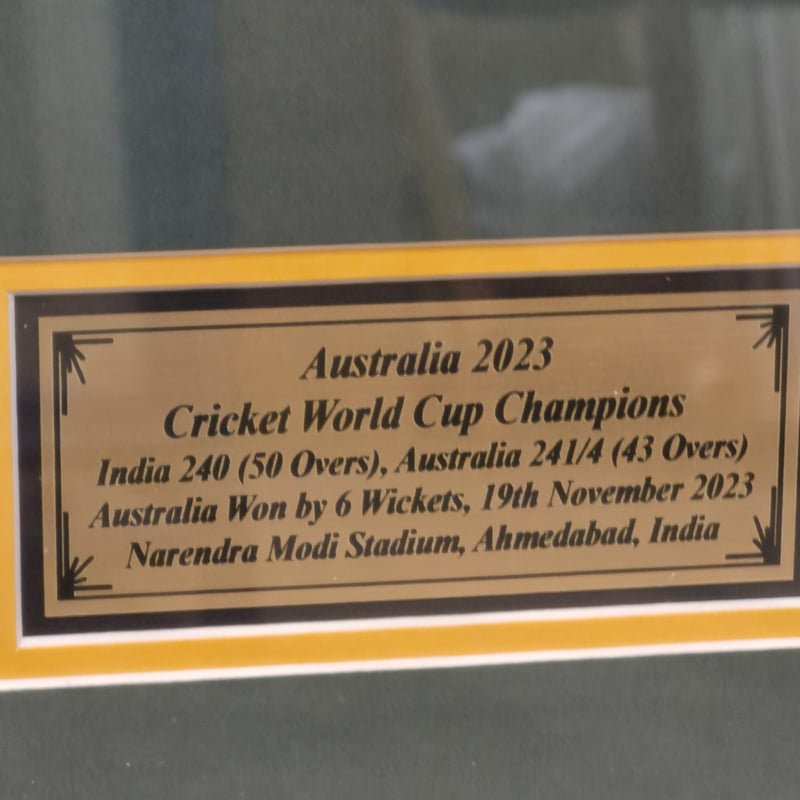 Australia 2023
Cricket World Cup Champions
India 240 (50 Overs), Australia 241/4 (43 Overs)
Australia Won by 6 Wickets, 19th November 2023
Narendra Modi Stadium, Ahmedabad, India